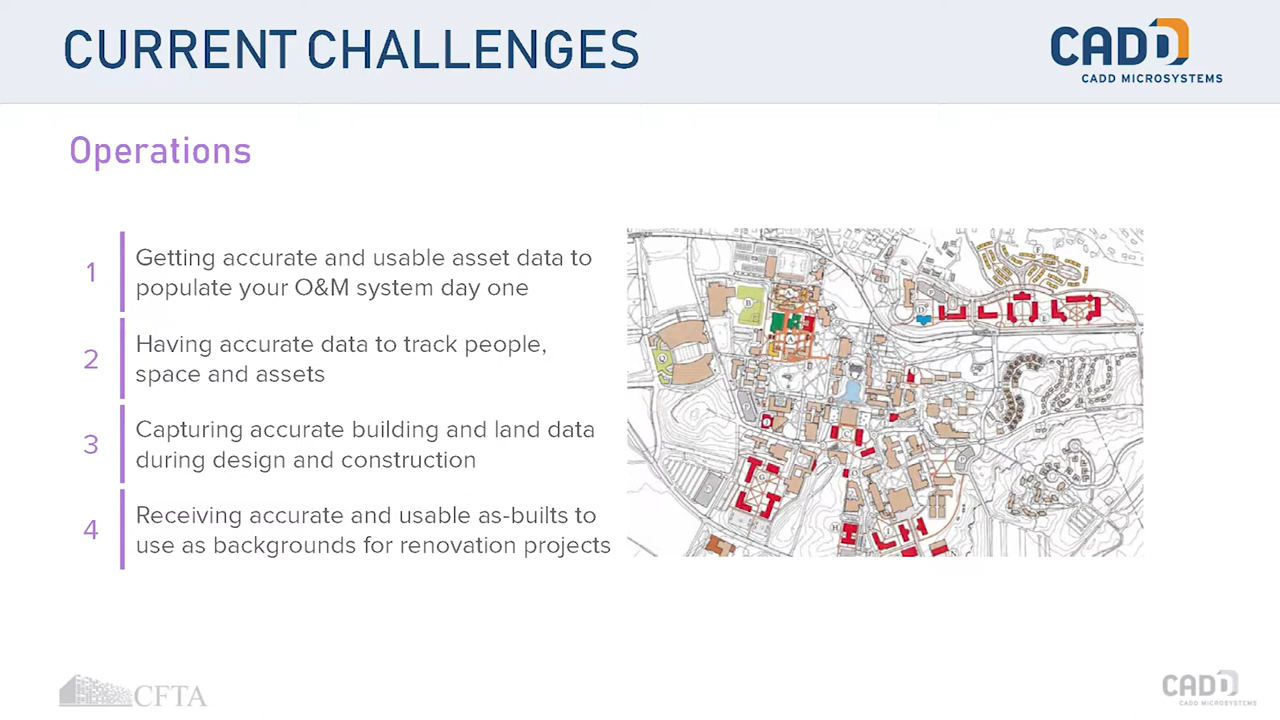 CURRENT CHALLENGES
CADD
CADD MICROSYSTEMS
Operations
1
Getting accurate and usable asset data to
populate your O&M system day one
2
Having accurate data to track people,
space and assets
3
Capturing accurate building and land data
during design and construction
4
Receiving accurate and usable as-builts to
use as backgrounds for renovation projects
CFTA
CADD
CADD MICROSYSTEMS